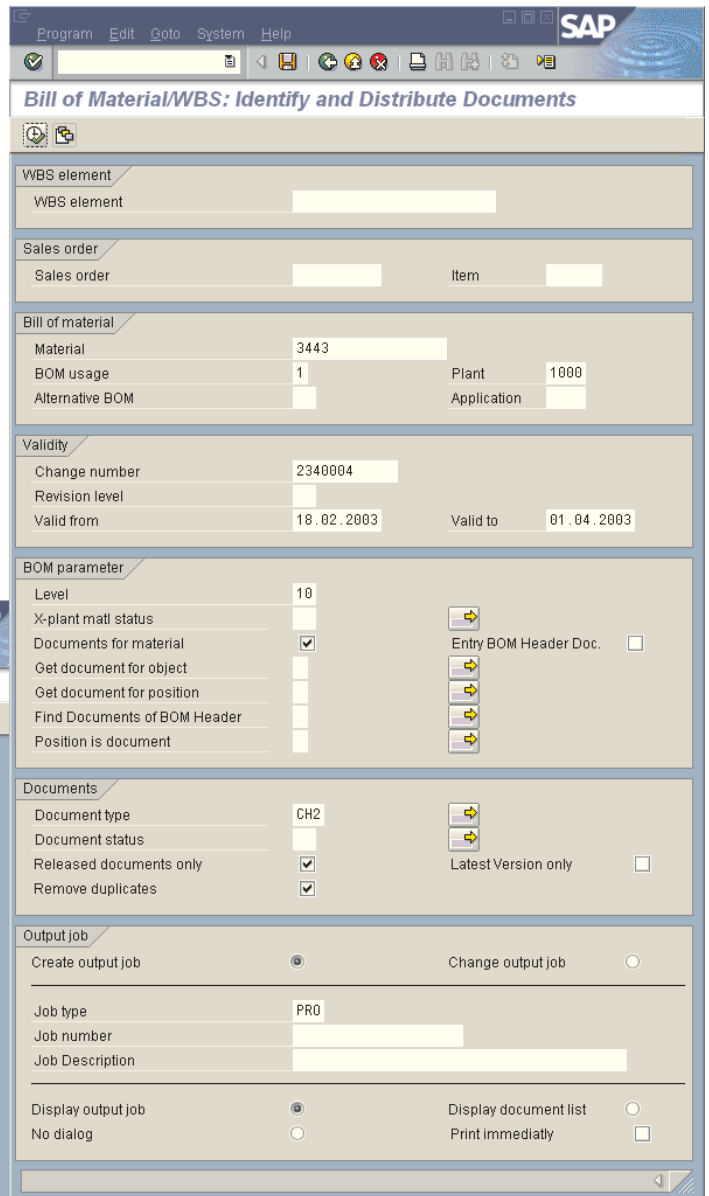 Program Edit Goto System Help
SAP
Bill of Material/WBS: Identify and Distribute Documents
WBS element
WBS element
Sales order
Sales order Item
Bill of material
Material 3443
BOM usage 1 Plant 1000
Alternative BOM Application
Validity
Change number 2340004
Revision level
Valid from 18.02.2003 Valid to 01.04.2003
BOM parameter
Level 10
X-plant matl status
Documents for material Entry BOM Header Doc.
Get document for object
Get document for position
Find Documents of BOM Header
Position is document
Documents
Document type CH2
Document status
Released documents only Latest Version only
Remove duplicates
Output job
Create output job Change output job
Job type PRO
Job number
Job Description
Display output job Display document list
No dialog Print immediatly